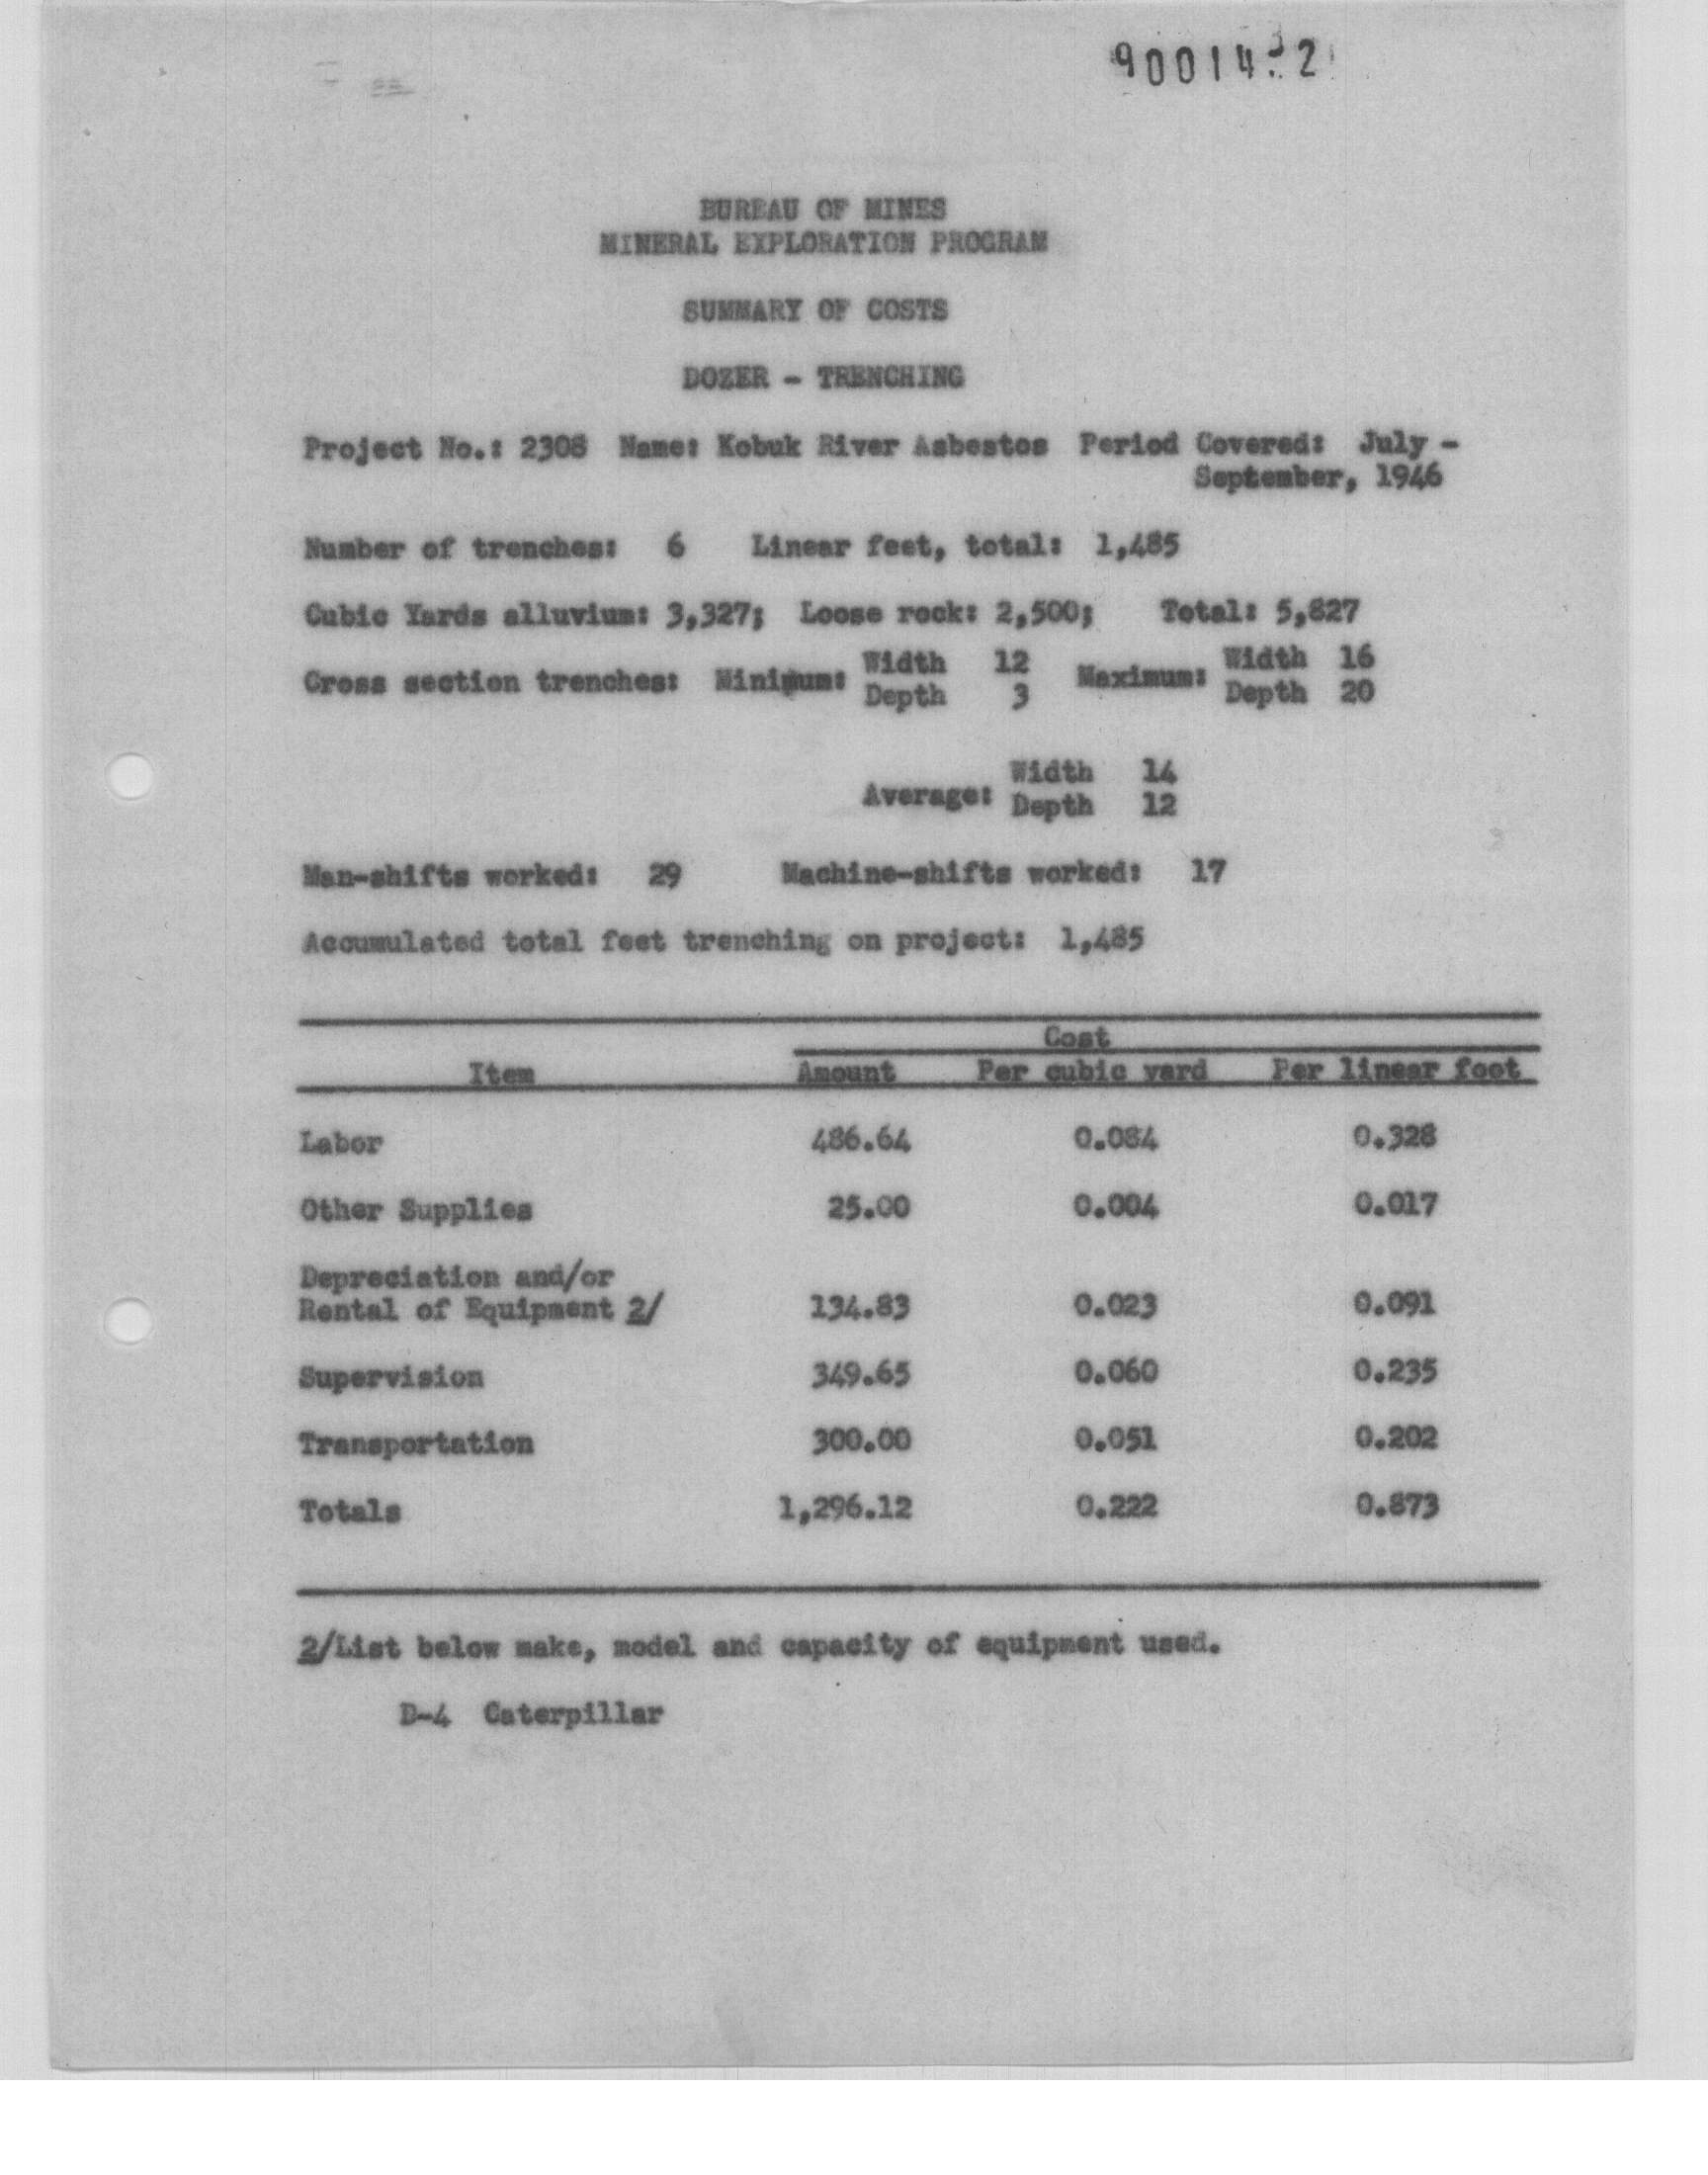 BUREAU OF MINES
MINERAL EXPLORATION PROGRAM
SUMMARY OF COSTS
DOZER - TRENCHING
Project No.: 2308 Name: Kobuk River Asbestos Period Covered: July -
September, 1946
Number of trenches: 6 Linear feet, total: 1,485
Cubic Yards alluvium: 3,327; Loose rock: 2,500; Total: 5,827
Cross section trenches: Minimum: Width 12 Maximum: Width 16
Depth 3 Depth 20
Average: Width 14
Depth 12
Man-shifts worked: 29 Machine-shifts worked: 17
Accumulated total feet trenching on project: 1,485
Cost
Item Amount Per cubic yard Per linear foot
Labor 486.64 0.084 0.328
Other Supplies 25.00 0.004 0.017
Depreciation and/or
Rental of Equipment 2/ 134.83 0.023 0.091
Supervision 349.65 0.060 0.235
Transportation 300.00 0.051 0.202
Totals 1,296.12 0.222 0.873
2/List below make, model and capacity of equipment used.
D-4 Caterpillar